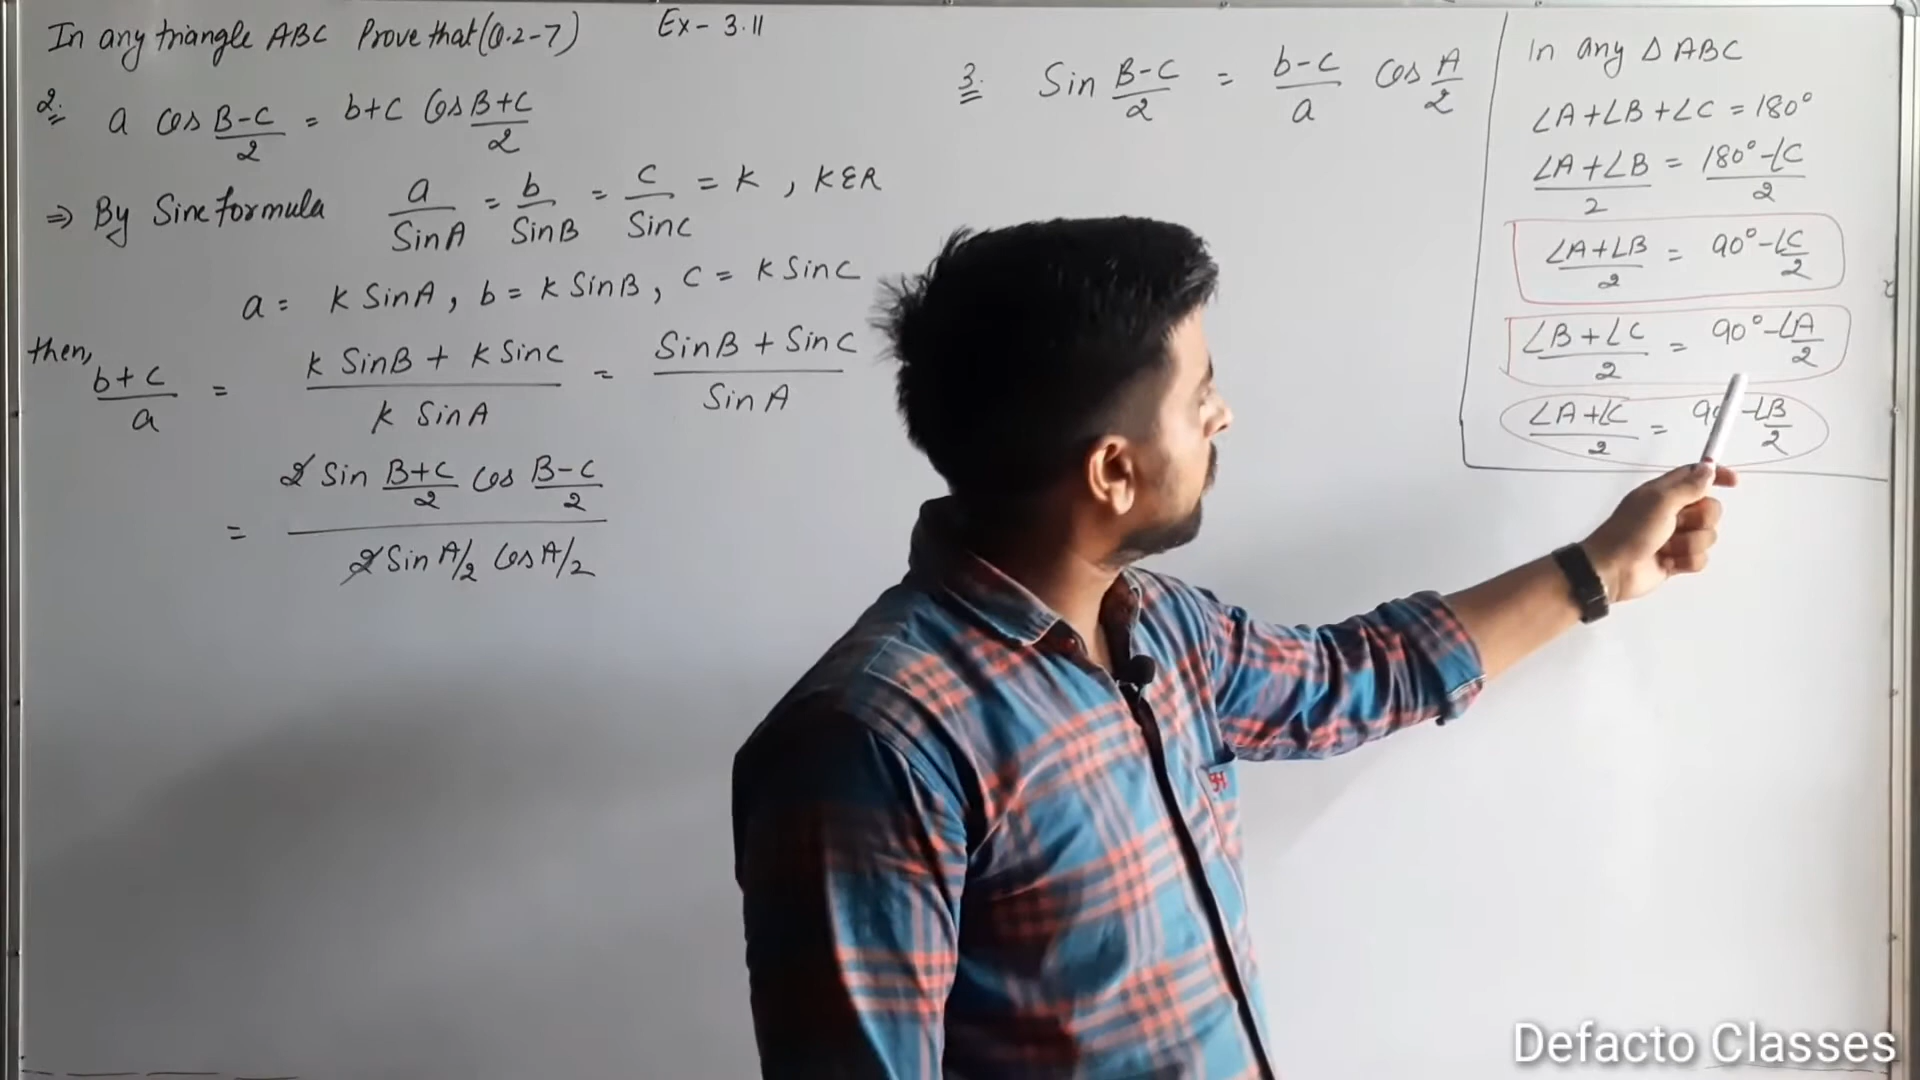 In any triangle ABC Prove that (Q.2-7) Ex- 3.11
2. a cos B-C/2 = b+c cos B+C/2
⇒ By Sine formula a/SinA = b/SinB = c/SinC = k , KER
a = k SinA, b = k SinB, c = k SinC
then, b+c/a = k SinB + k SinC/k SinA = SinB + SinC/Sin A
= 2 Sin B+C/2 cos B-C/2 / 2 Sin A/2 cos A/2
3. Sin B-C/2 = b-c/a cos A/2
In any Δ ABC
∠A+∠B+∠C = 180°
∠A+∠B/2 = 180°-∠C/2
∠A+∠B/2 = 90°-∠C/2
∠B+∠C/2 = 90°-∠A/2
∠A+∠C/2 = 90 -∠B/2
BH
Defacto Classes